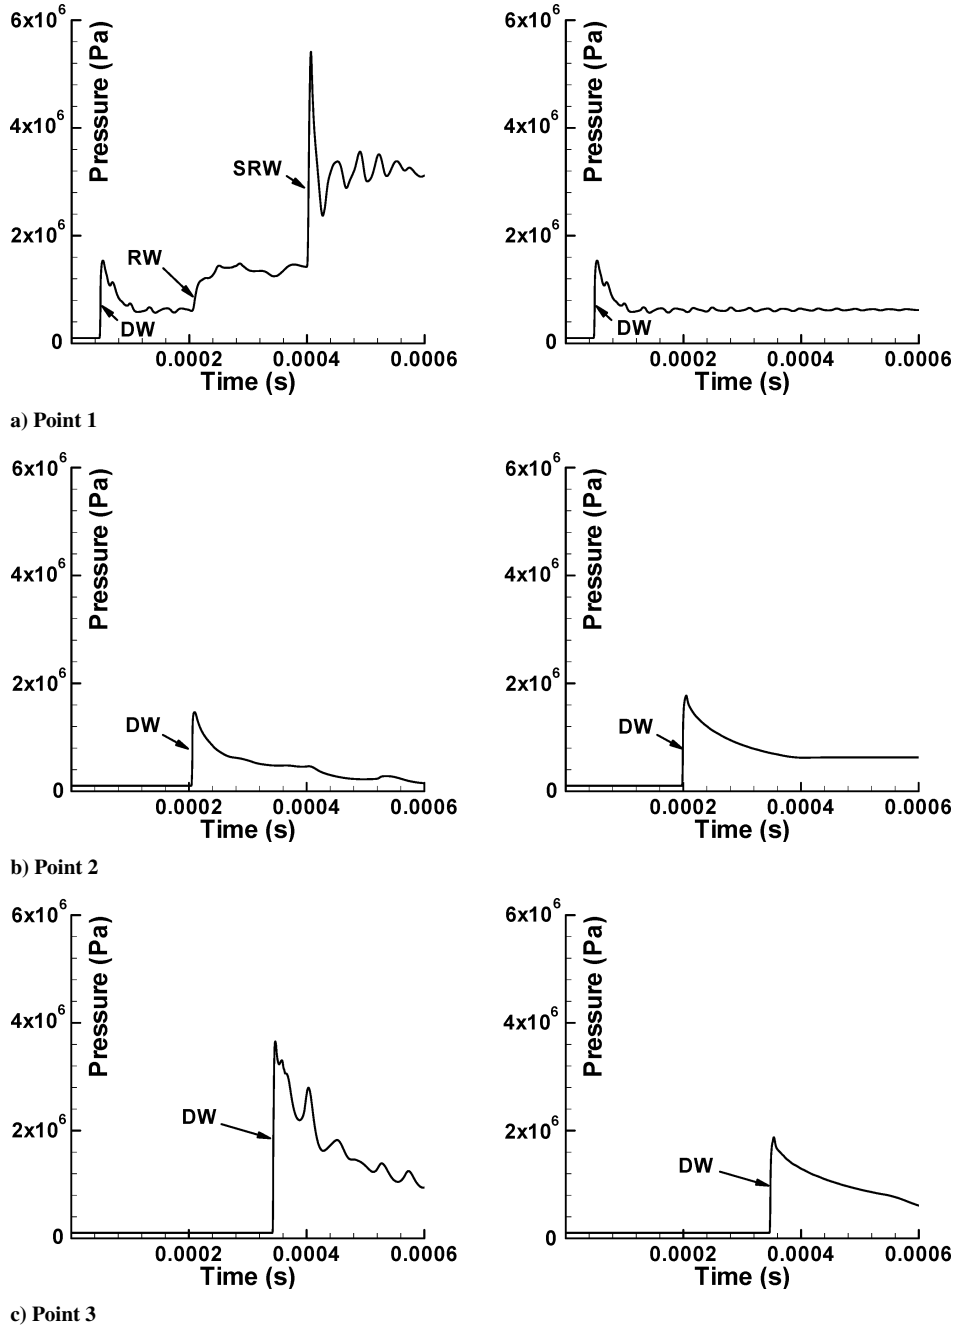 6x10^6
4x10^6
2x10^6
0
Pressure (Pa)
SRW
RW
DW
0.0002 0.0004 0.0006
Time (s)
6x10^6
4x10^6
2x10^6
0
Pressure (Pa)
DW
0.0002 0.0004 0.0006
Time (s)
a) Point 1
6x10^6
4x10^6
2x10^6
0
Pressure (Pa)
DW
0.0002 0.0004 0.0006
Time (s)
6x10^6
4x10^6
2x10^6
0
Pressure (Pa)
DW
0.0002 0.0004 0.0006
Time (s)
b) Point 2
6x10^6
4x10^6
2x10^6
0
Pressure (Pa)
DW
0.0002 0.0004 0.0006
Time (s)
6x10^6
4x10^6
2x10^6
0
Pressure (Pa)
DW
0.0002 0.0004 0.0006
Time (s)
c) Point 3